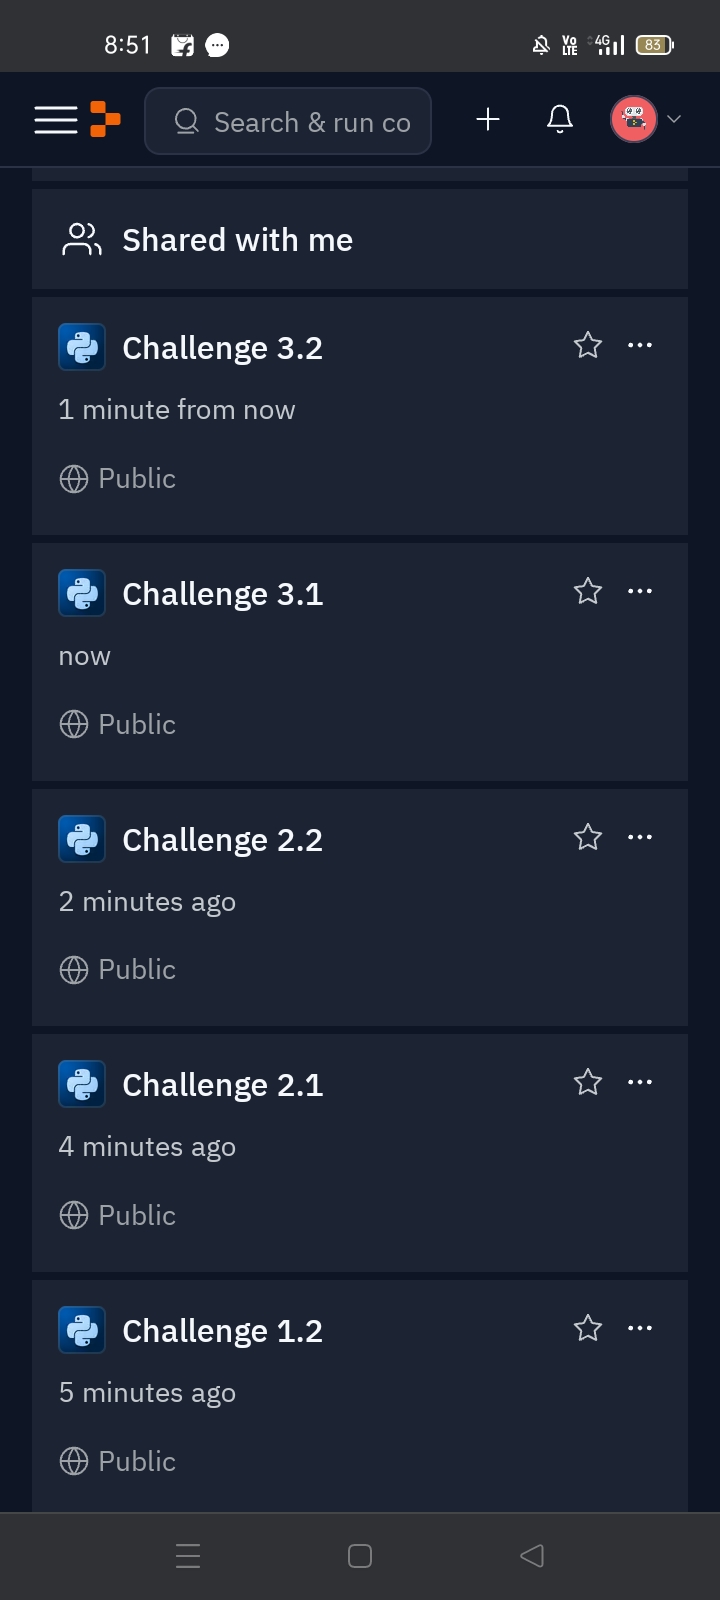 8:51
Vo LTE 4G 83
Search & run co
Shared with me
Challenge 3.2
1 minute from now
Public
Challenge 3.1
now
Public
Challenge 2.2
2 minutes ago
Public
Challenge 2.1
4 minutes ago
Public
Challenge 1.2
5 minutes ago
Public